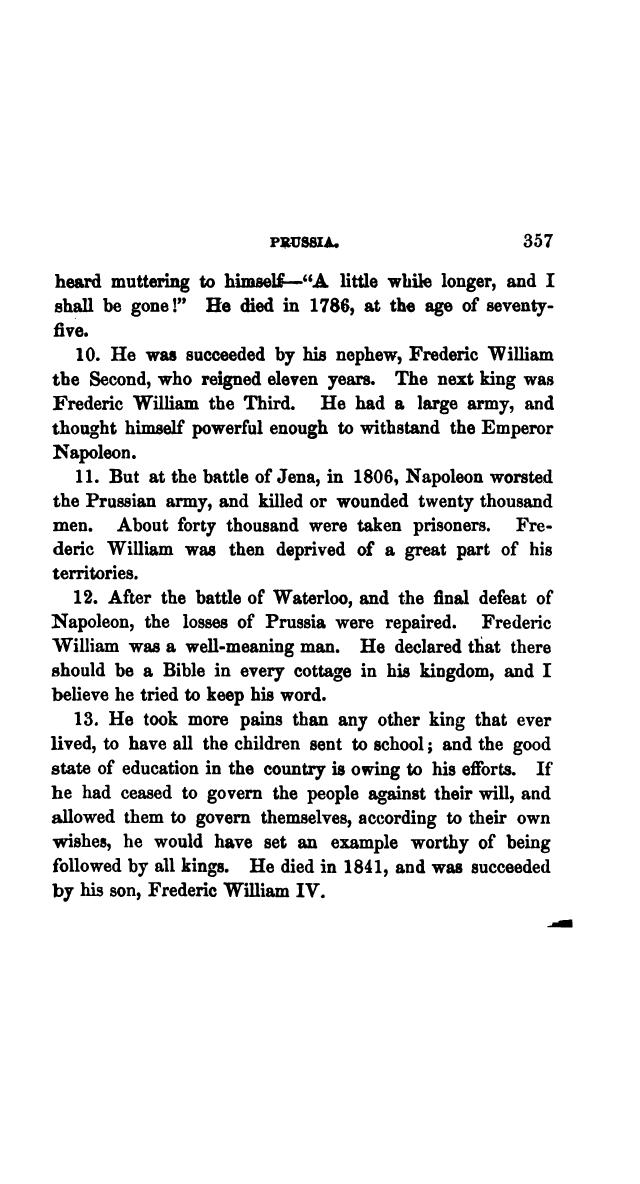 PRUSSIA. 357
heard muttering to himself—“A little while longer, and I
shall be gone!” He died in 1786, at the age of seventy-
five.
10. He was succeeded by his nephew, Frederic William
the Second, who reigned eleven years. The next king was
Frederic William the Third. He had a large army, and
thought himself powerful enough to withstand the Emperor
Napoleon.
11. But at the battle of Jena, in 1806, Napoleon worsted
the Prussian army, and killed or wounded twenty thousand
men. About forty thousand were taken prisoners. Fre-
deric William was then deprived of a great part of his
territories.
12. After the battle of Waterloo, and the final defeat of
Napoleon, the losses of Prussia were repaired. Frederic
William was a well-meaning man. He declared that there
should be a Bible in every cottage in his kingdom, and I
believe he tried to keep his word.
13. He took more pains than any other king that ever
lived, to have all the children sent to school; and the good
state of education in the country is owing to his efforts. If
he had ceased to govern the people against their will, and
allowed them to govern themselves, according to their own
wishes, he would have set an example worthy of being
followed by all kings. He died in 1841, and was succeeded
by his son, Frederic William IV.